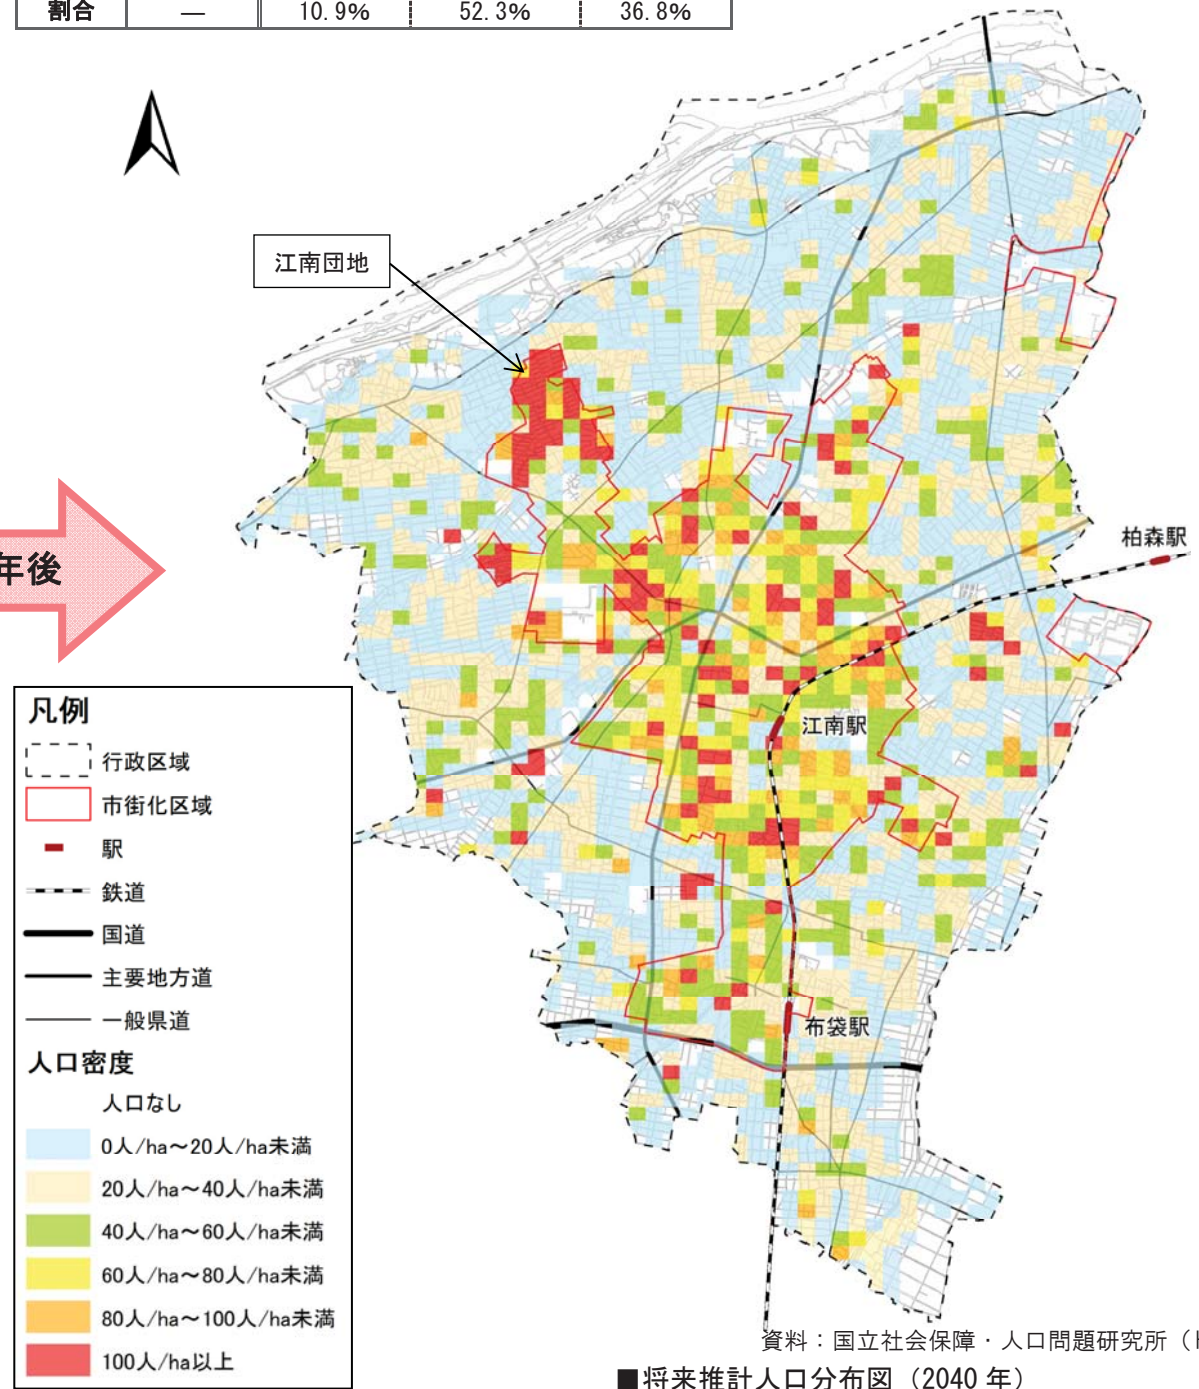 割合 — 10.9% 52.3% 36.8%
江南団地
柏森駅
年後
江南駅
布袋駅
凡例
行政区域
市街化区域
駅
鉄道
国道
主要地方道
一般県道
人口密度
人口なし
0人/ha～20人/ha未満
20人/ha～40人/ha未満
40人/ha～60人/ha未満
60人/ha～80人/ha未満
80人/ha～100人/ha未満
100人/ha以上
資料：国立社会保障・人口問題研究所（
■将来推計人口分布図（2040 年）